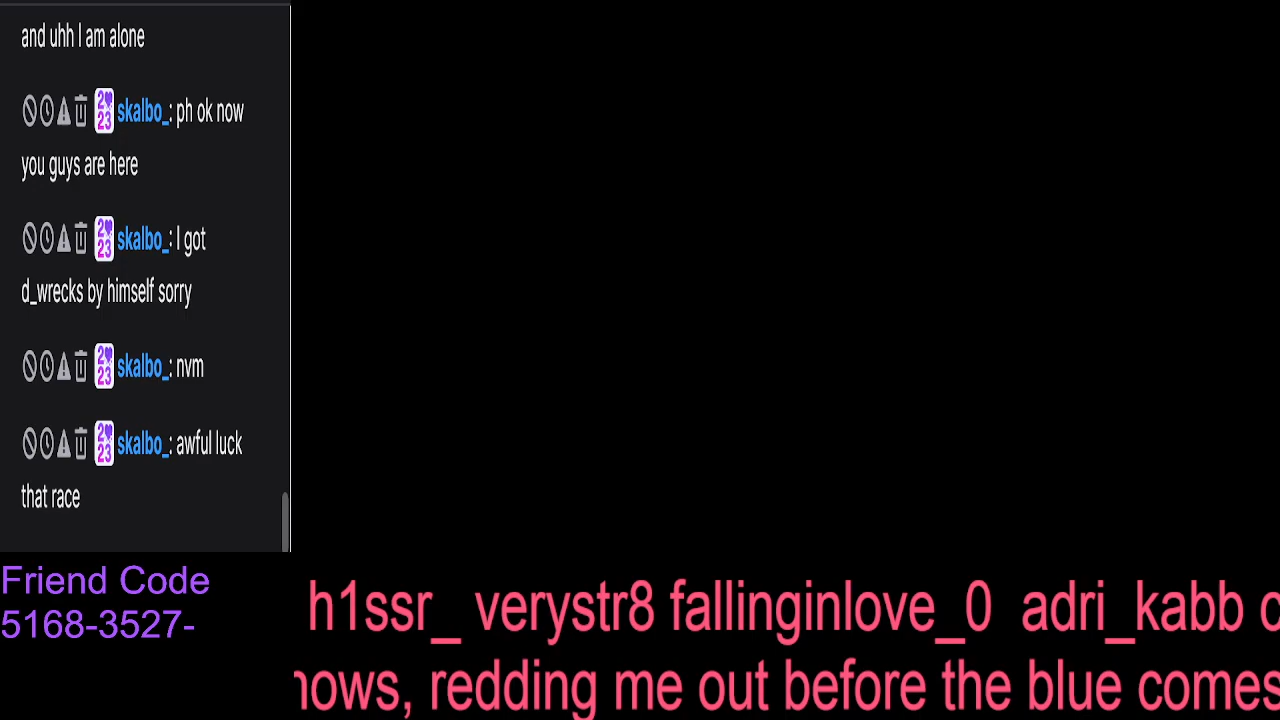 and uhh I am alone
skalbo_: ph ok now
you guys are here
skalbo_: I got
d_wrecks by himself sorry
skalbo_: nvm
skalbo_: awful luck
that race
Friend Code
5168-3527-
h1ssr_ verystr8 fallinginlove_0 adri_kabb
redding me out before the blue comes